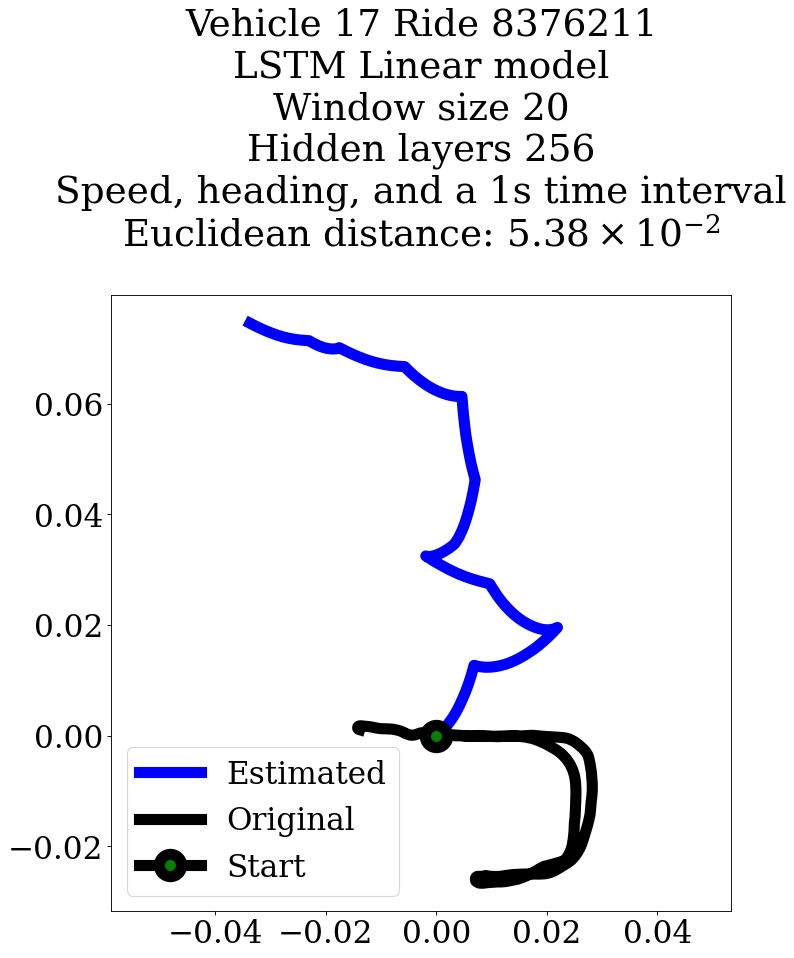 Vehicle 17 Ride 8376211
LSTM Linear model
Window size 20
Hidden layers 256
Speed, heading, and a 1s time interval
Euclidean distance: 5.38 × 10⁻²
0.06
0.04
0.02
0.00
−0.02
Estimated
Original
Start
−0.04 −0.02 0.00 0.02 0.04